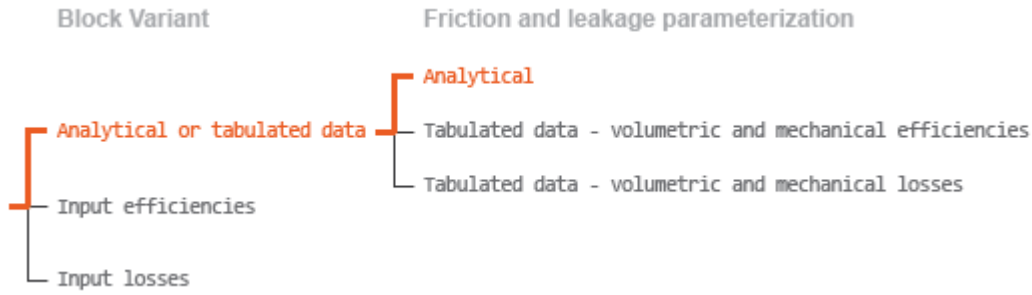 Block Variant
Friction and leakage parameterization
Analytical
Analytical or tabulated data
Tabulated data - volumetric and mechanical efficiencies
Tabulated data - volumetric and mechanical losses
Input efficiencies
Input losses